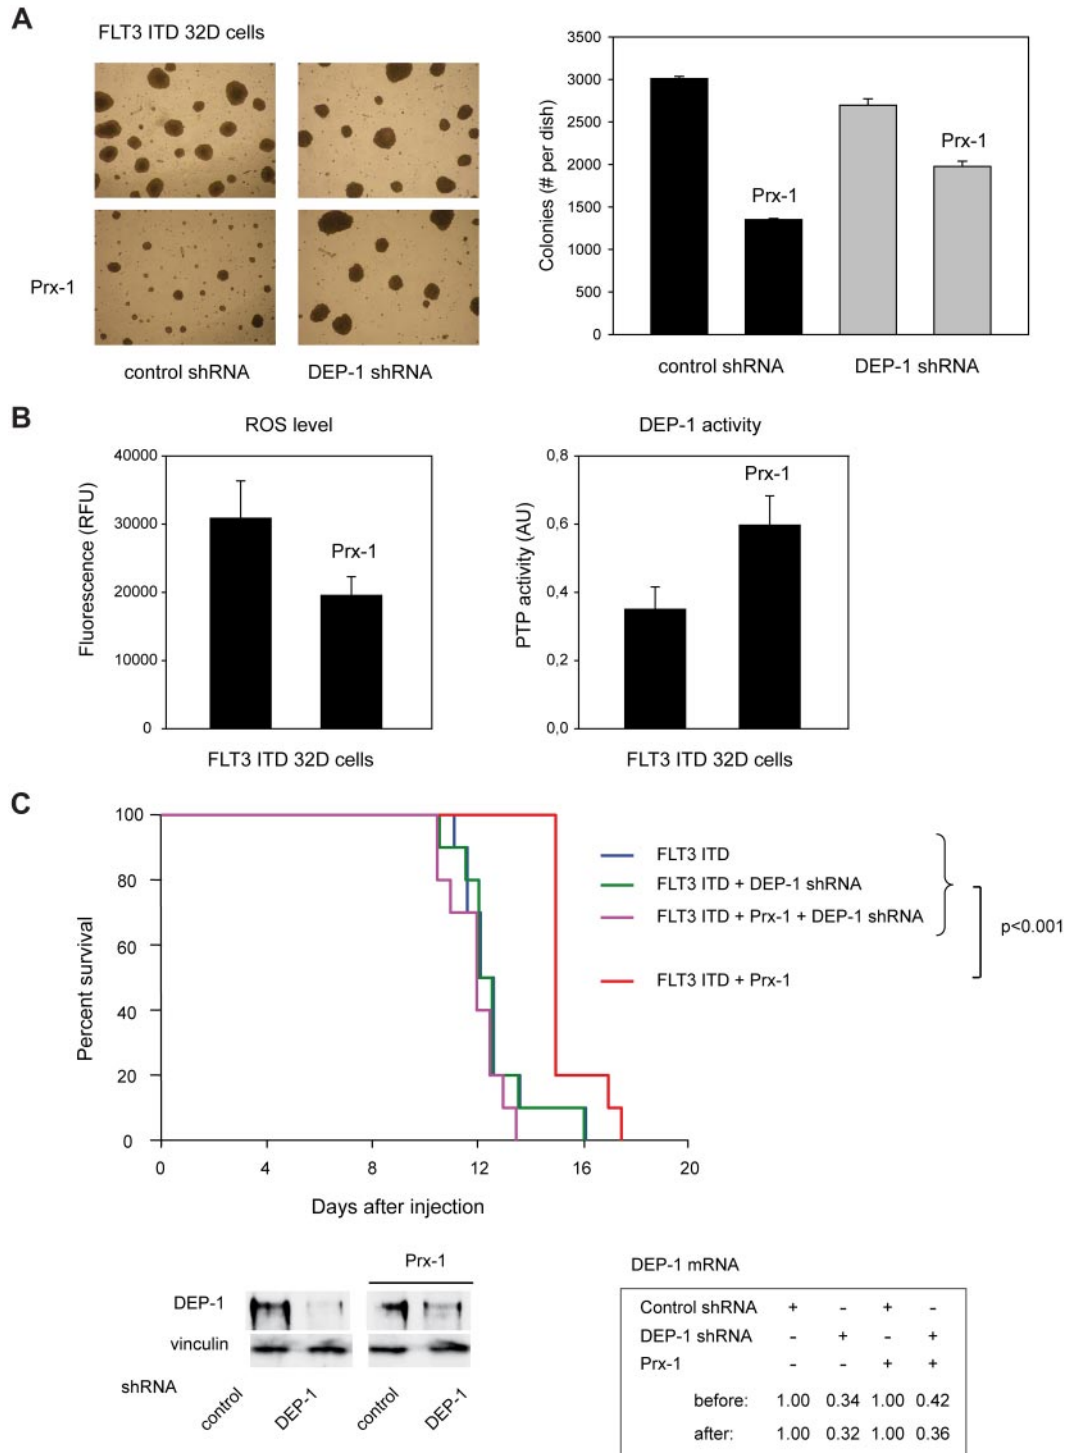 A
FLT3 ITD 32D cells
Prx-1
control shRNA
DEP-1 shRNA
3500
3000
2500
2000
1500
1000
500
0
Colonies (# per dish)
Prx-1
Prx-1
control shRNA
DEP-1 shRNA
B
ROS level
40000
30000
20000
10000
0
Fluorescence (RFU)
Prx-1
FLT3 ITD 32D cells
DEP-1 activity
0,8
0,6
0,4
0,2
0,0
PTP activity (AU)
Prx-1
FLT3 ITD 32D cells
C
100
80
60
40
20
0
Percent survival
0 4 8 12 16 20
Days after injection
FLT3 ITD
FLT3 ITD + DEP-1 shRNA
FLT3 ITD + Prx-1 + DEP-1 shRNA
FLT3 ITD + Prx-1
p<0.001
Prx-1
DEP-1
vinculin
shRNA
control
DEP-1
control
DEP-1
DEP-1 mRNA
Control shRNA + - + -
DEP-1 shRNA - + - +
Prx-1 - - + +
before: 1.00 0.34 1.00 0.42
after: 1.00 0.32 1.00 0.36